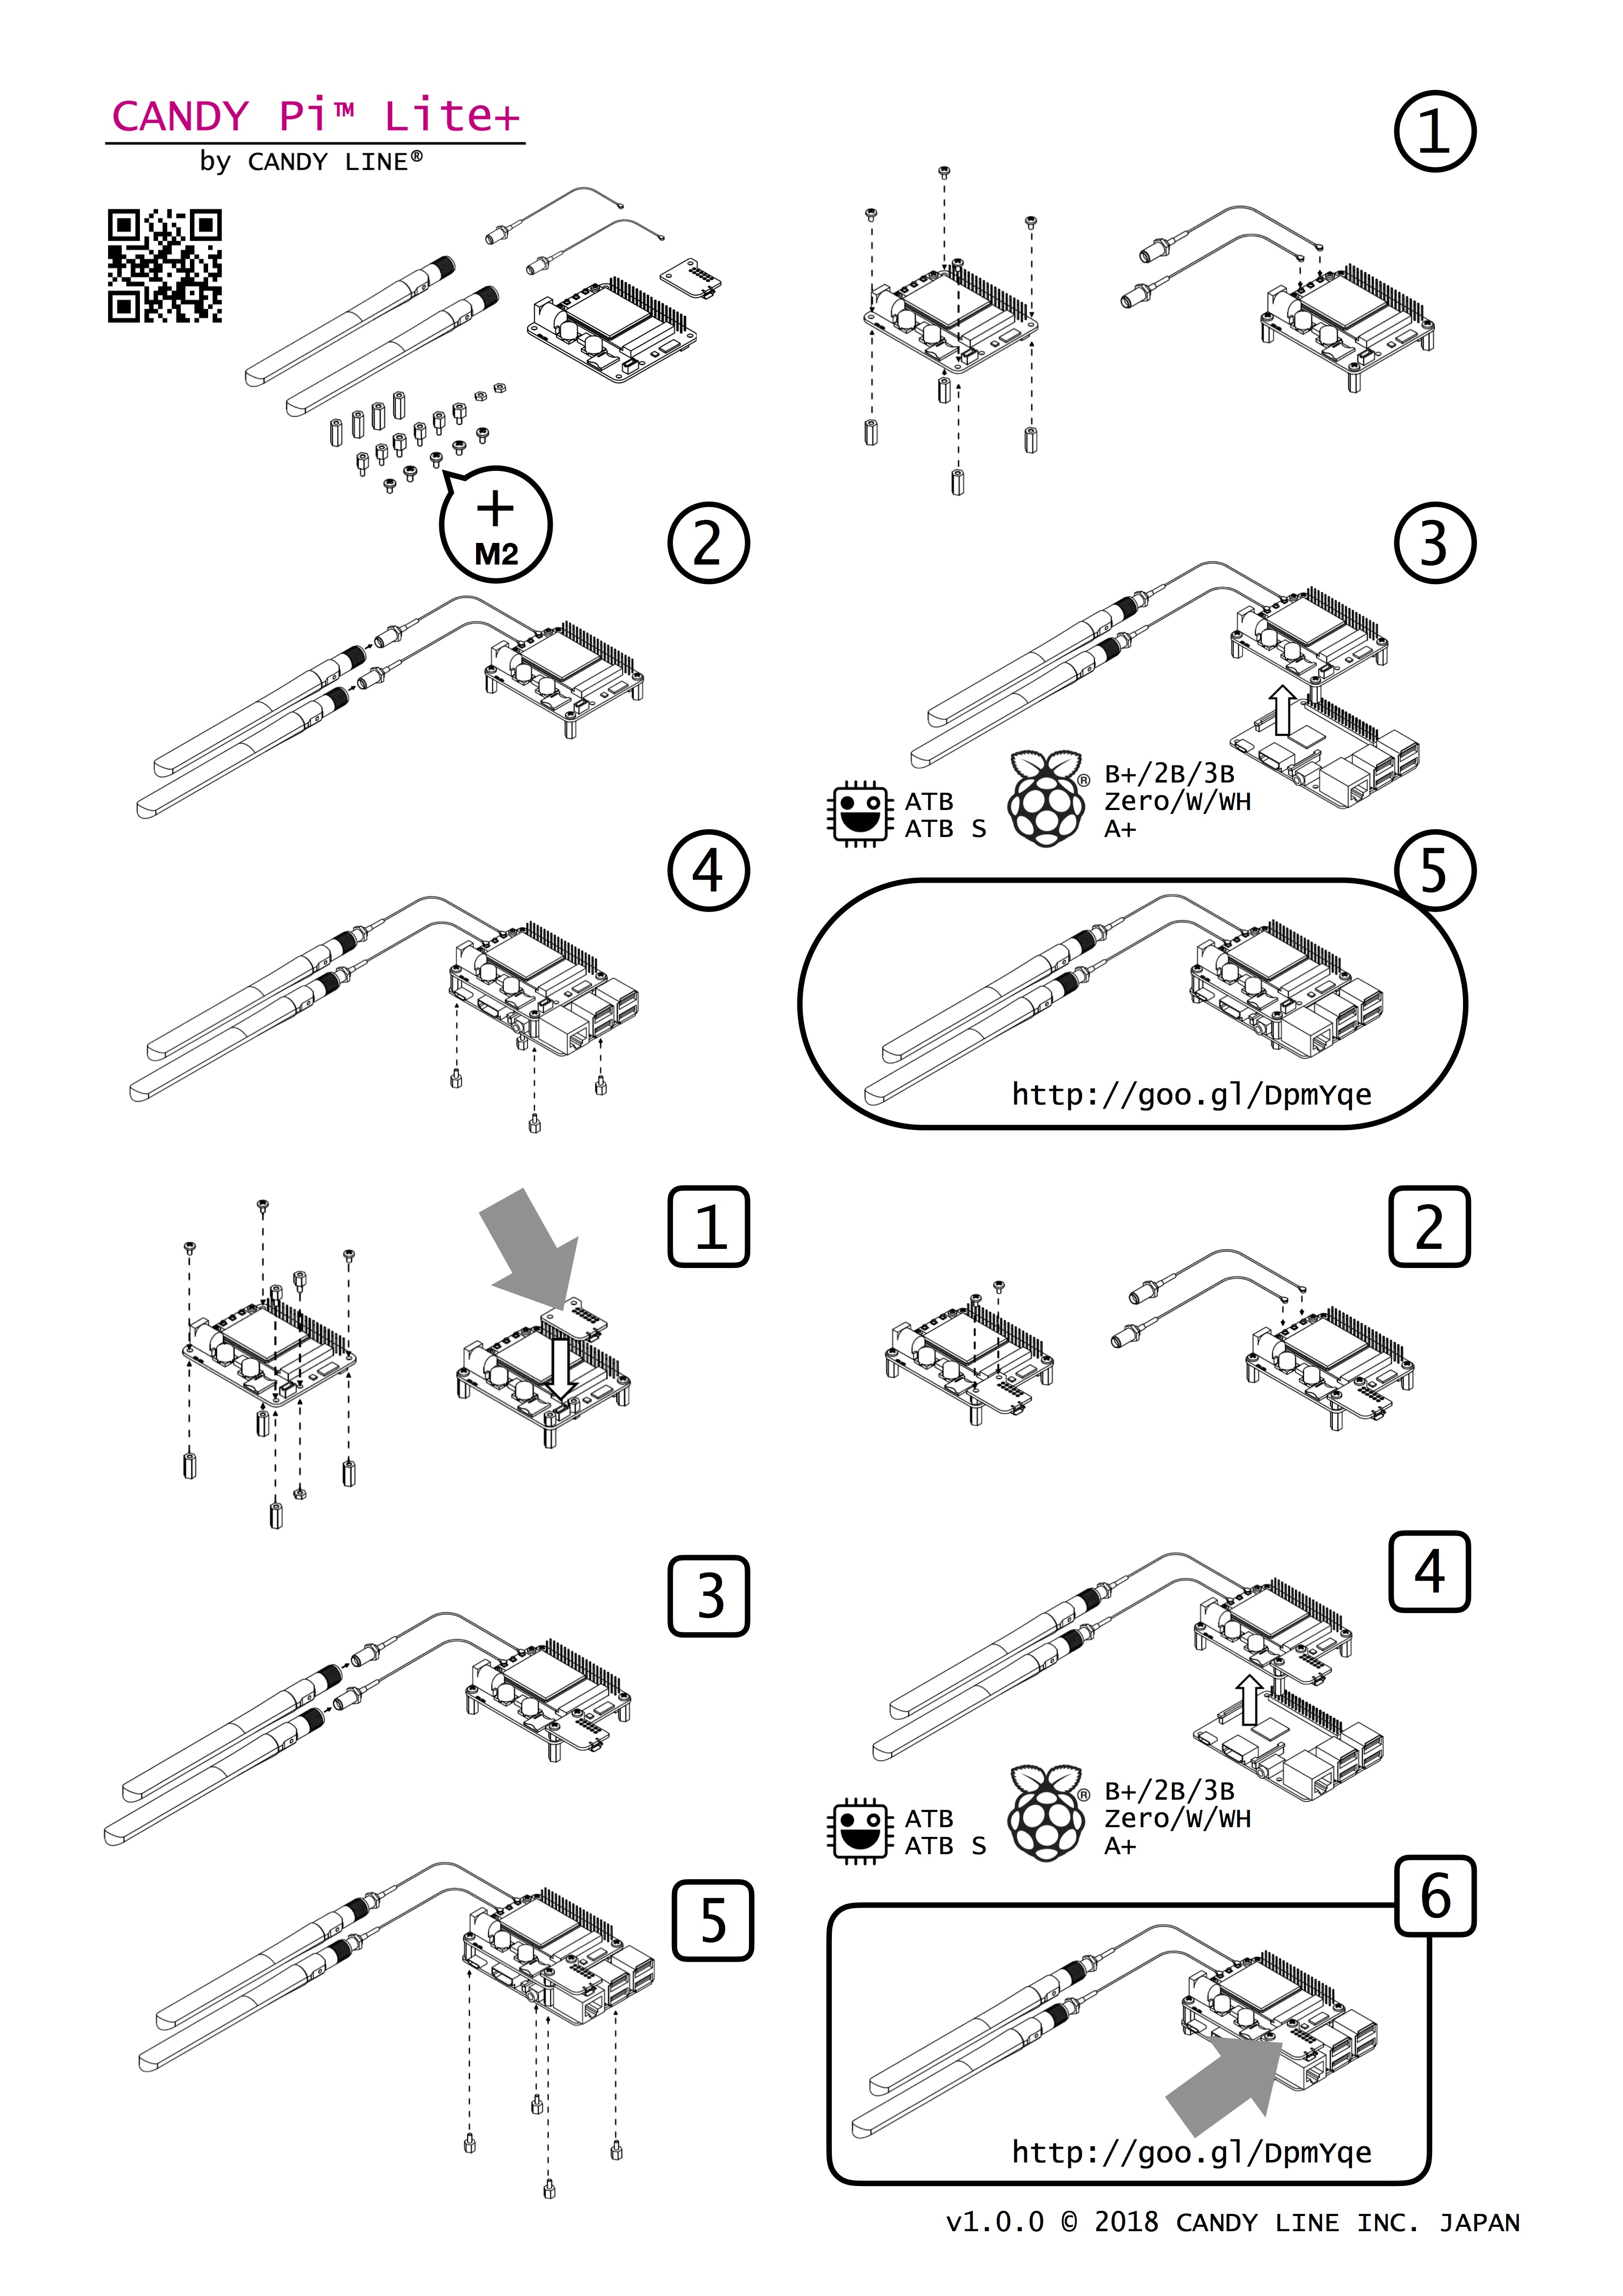 CANDY Pi™ Lite+
by CANDY LINE®
1
+
M2
2
3
ATB
ATB S
®
B+/2B/3B
Zero/W/WH
A+
4
5
http://goo.gl/DpmYqe
1
2
3
4
ATB
ATB S
®
B+/2B/3B
Zero/W/WH
A+
5
6
http://goo.gl/DpmYqe
v1.0.0 © 2018 CANDY LINE INC. JAPAN